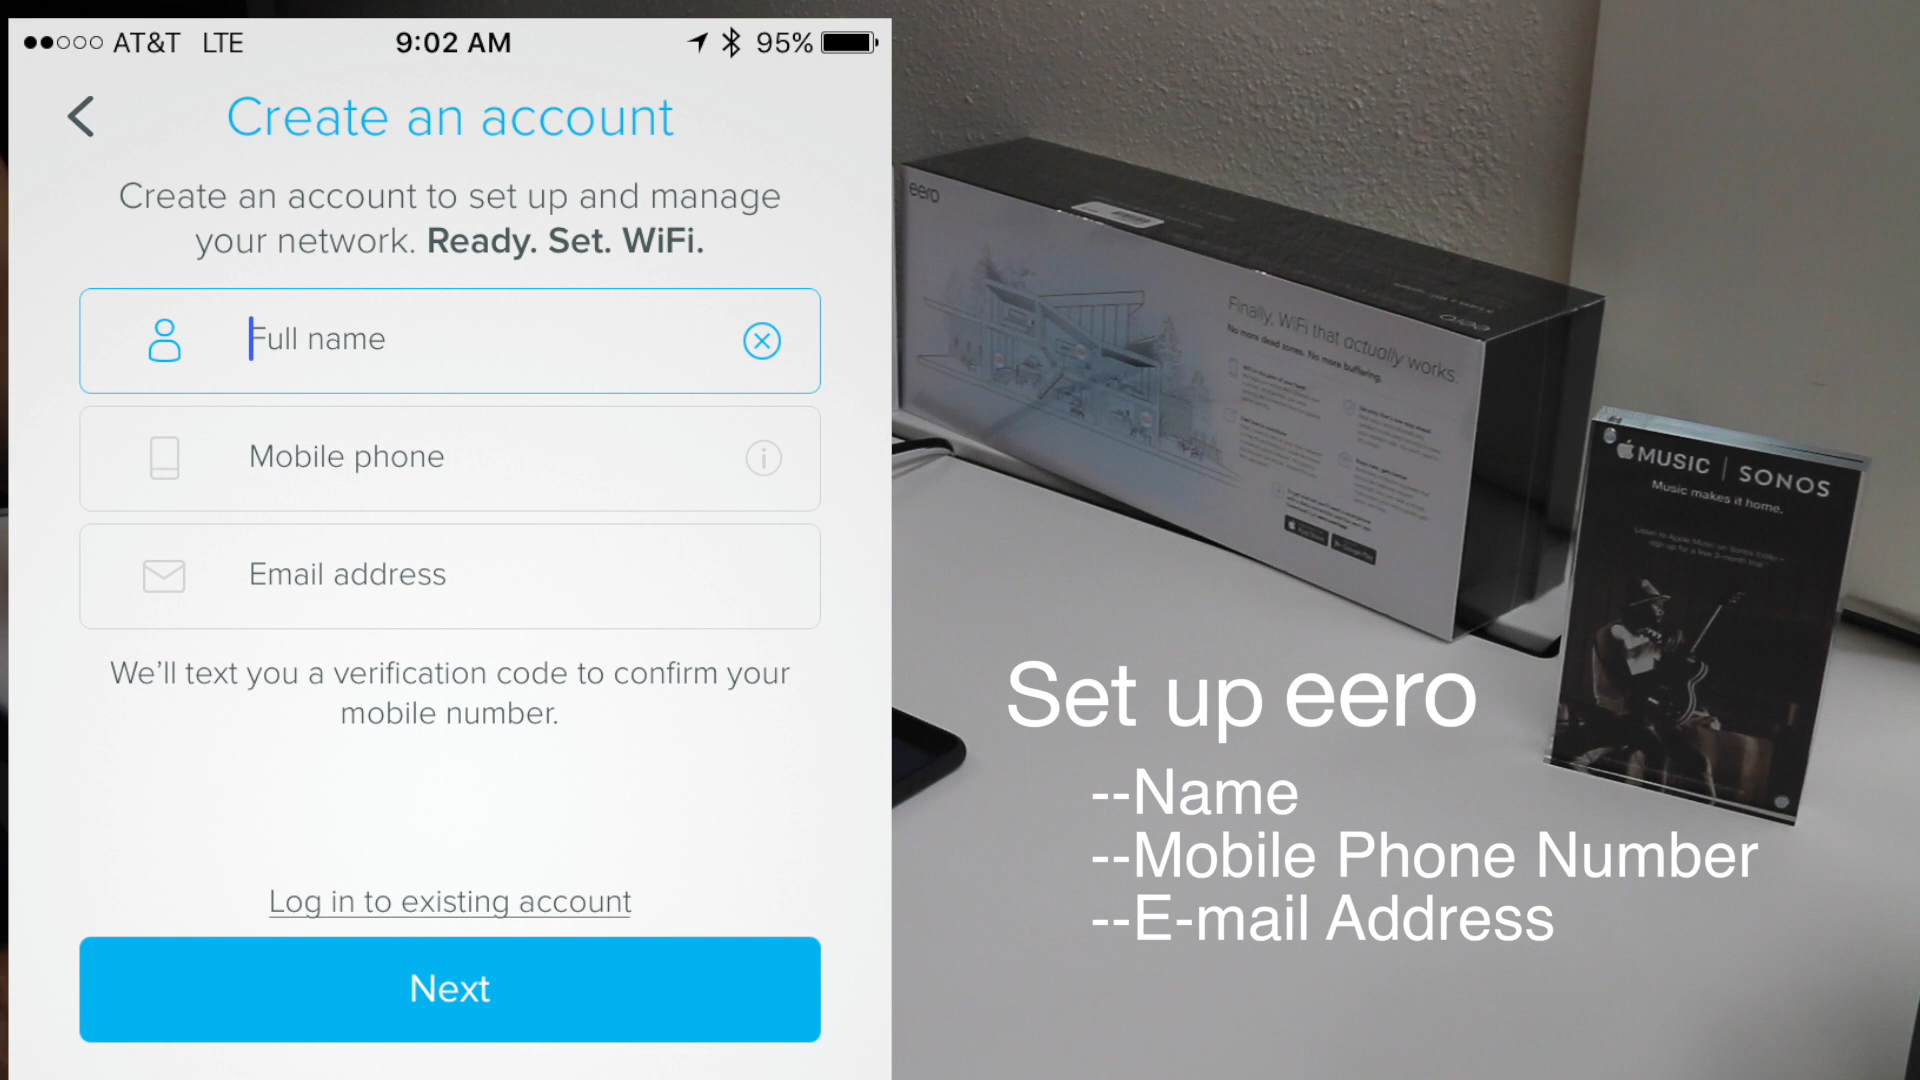 AT&T LTE 9:02 AM 95%
Create an account
Create an account to set up and manage
your network. Ready. Set. WiFi.
Full name
Mobile phone
Email address
We'll text you a verification code to confirm your
mobile number.
Log in to existing account
Next
eero
Finally, WiFi that actually works.
No more dead zones. No more buffering.
eero
MUSIC | SONOS
Music makes it home.
Set up eero
--Name
--Mobile Phone Number
--E-mail Address